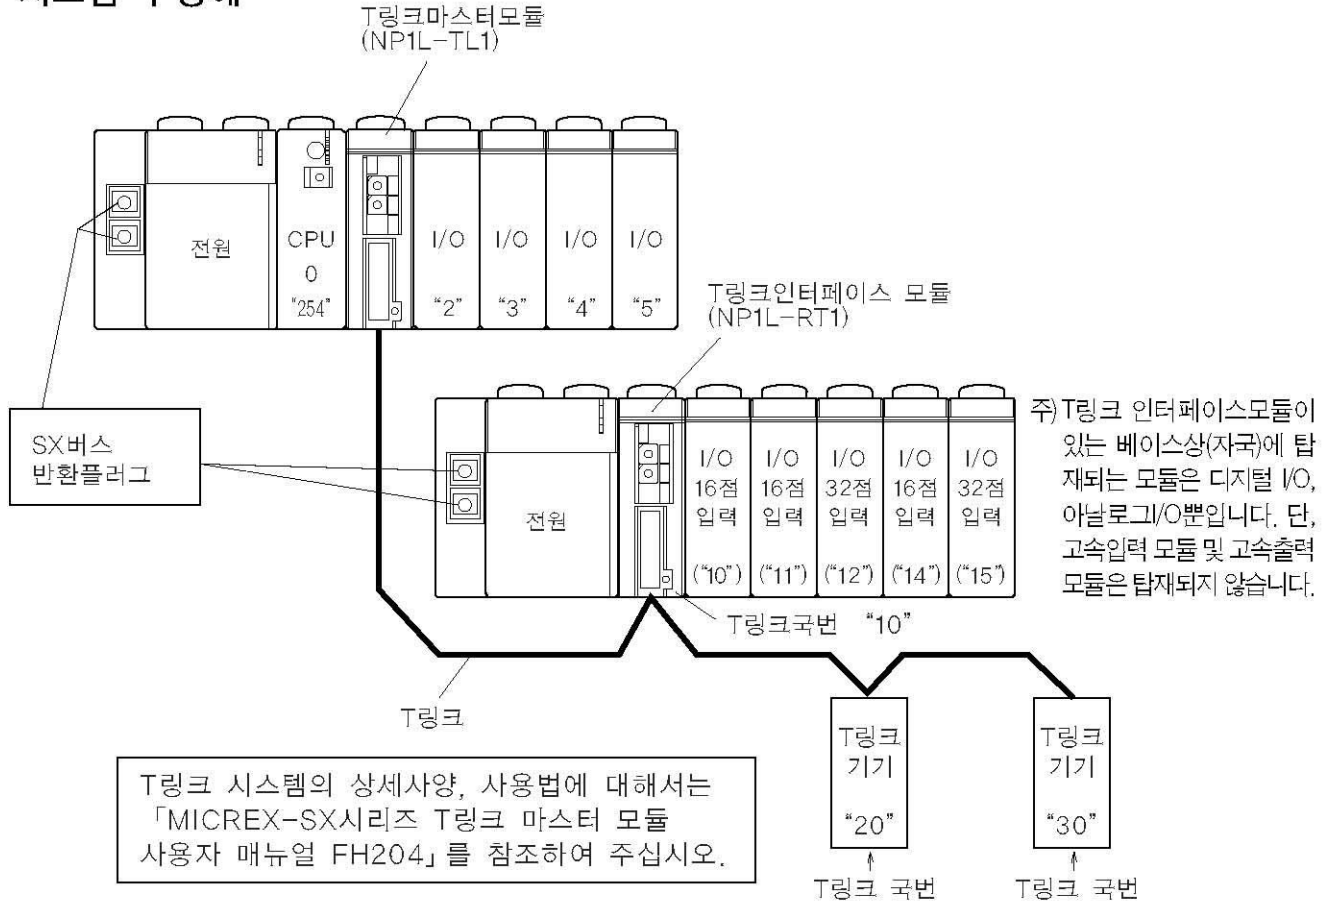 T링크마스터모듈
(NP1L-TL1)
전원
CPU
0
"254"
I/O
"2"
I/O
"3"
I/O
"4"
I/O
"5"
T링크인터페이스 모듈
(NP1L-RT1)
SX버스
반환플러그
전원
I/O
16점
입력
("10")
I/O
16점
입력
("11")
I/O
32점
입력
("12")
I/O
16점
입력
("14")
I/O
32점
입력
("15")
주) T링크 인터페이스모듈이
있는 베이스상(자국)에 탑
재되는 모듈은 디지털 I/O,
아날로그I/O뿐입니다. 단,
고속입력 모듈 및 고속출력
모듈은 탑재되지 않습니다.
T링크국번 "10"
T링크
T링크
기기
"20"
T링크 국번
T링크
기기
"30"
T링크 국번
T링크 시스템의 상세사양, 사용법에 대해서는
「MICREX-SX시리즈 T링크 마스터 모듈
사용자 매뉴얼 FH204」를 참조하여 주십시오.